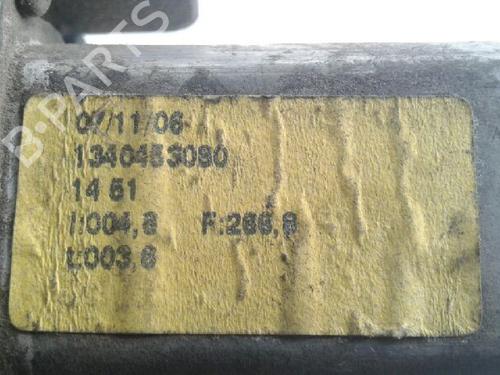 B-PARTS
07/11/06
1340453080
14 51
I:004,8 F:266,8
L:003,6